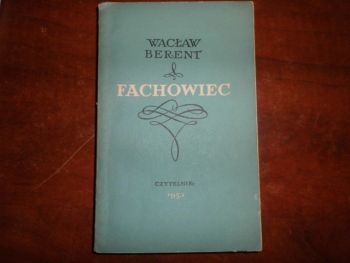 WACŁAW
BERENT
FACHOWIEC
CZYTELNIK